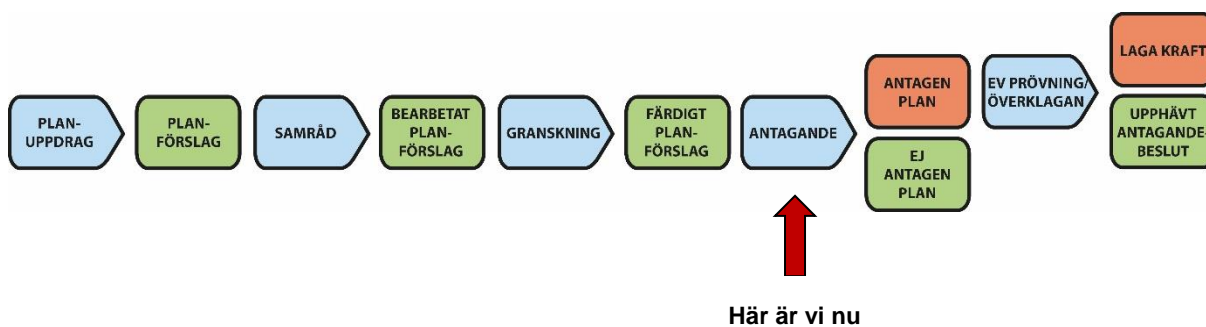 PLAN-
UPPDRAG
PLAN-
FÖRSLAG
SAMRÅD
BEARBETAT
PLAN-
FÖRSLAG
GRANSKNING
FÄRDIGT
PLAN-
FÖRSLAG
ANTAGANDE
ANTAGEN
PLAN
EJ
ANTAGEN
PLAN
EV PRÖVNING/
ÖVERKLAGAN
LAGA KRAFT
UPPHÄVT
ANTAGANDE-
BESLUT
Här är vi nu